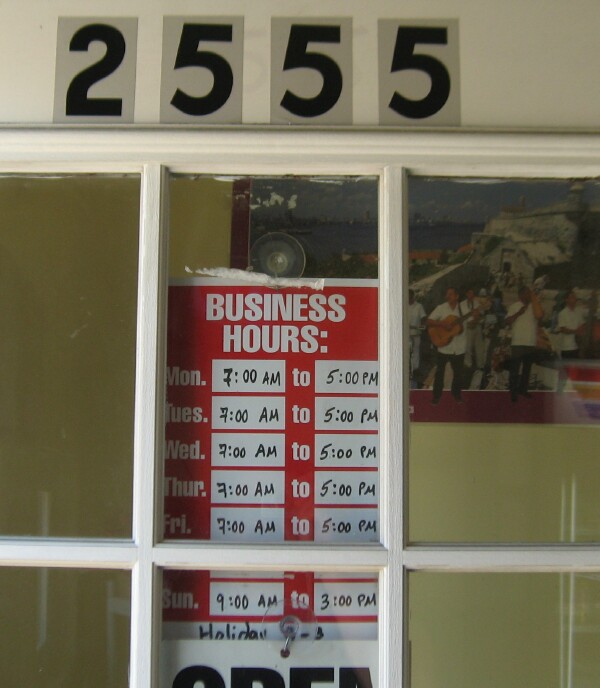 2555
BUSINESS
HOURS:
Mon. 7:00 AM to 5:00 PM
Tues. 7:00 AM to 5:00 PM
Wed. 7:00 AM to 5:00 PM
Thur. 7:00 AM to 5:00 PM
Fri. 7:00 AM to 5:00 PM
Sun. 9:00 AM to 3:00 PM
Holiday
OPEN